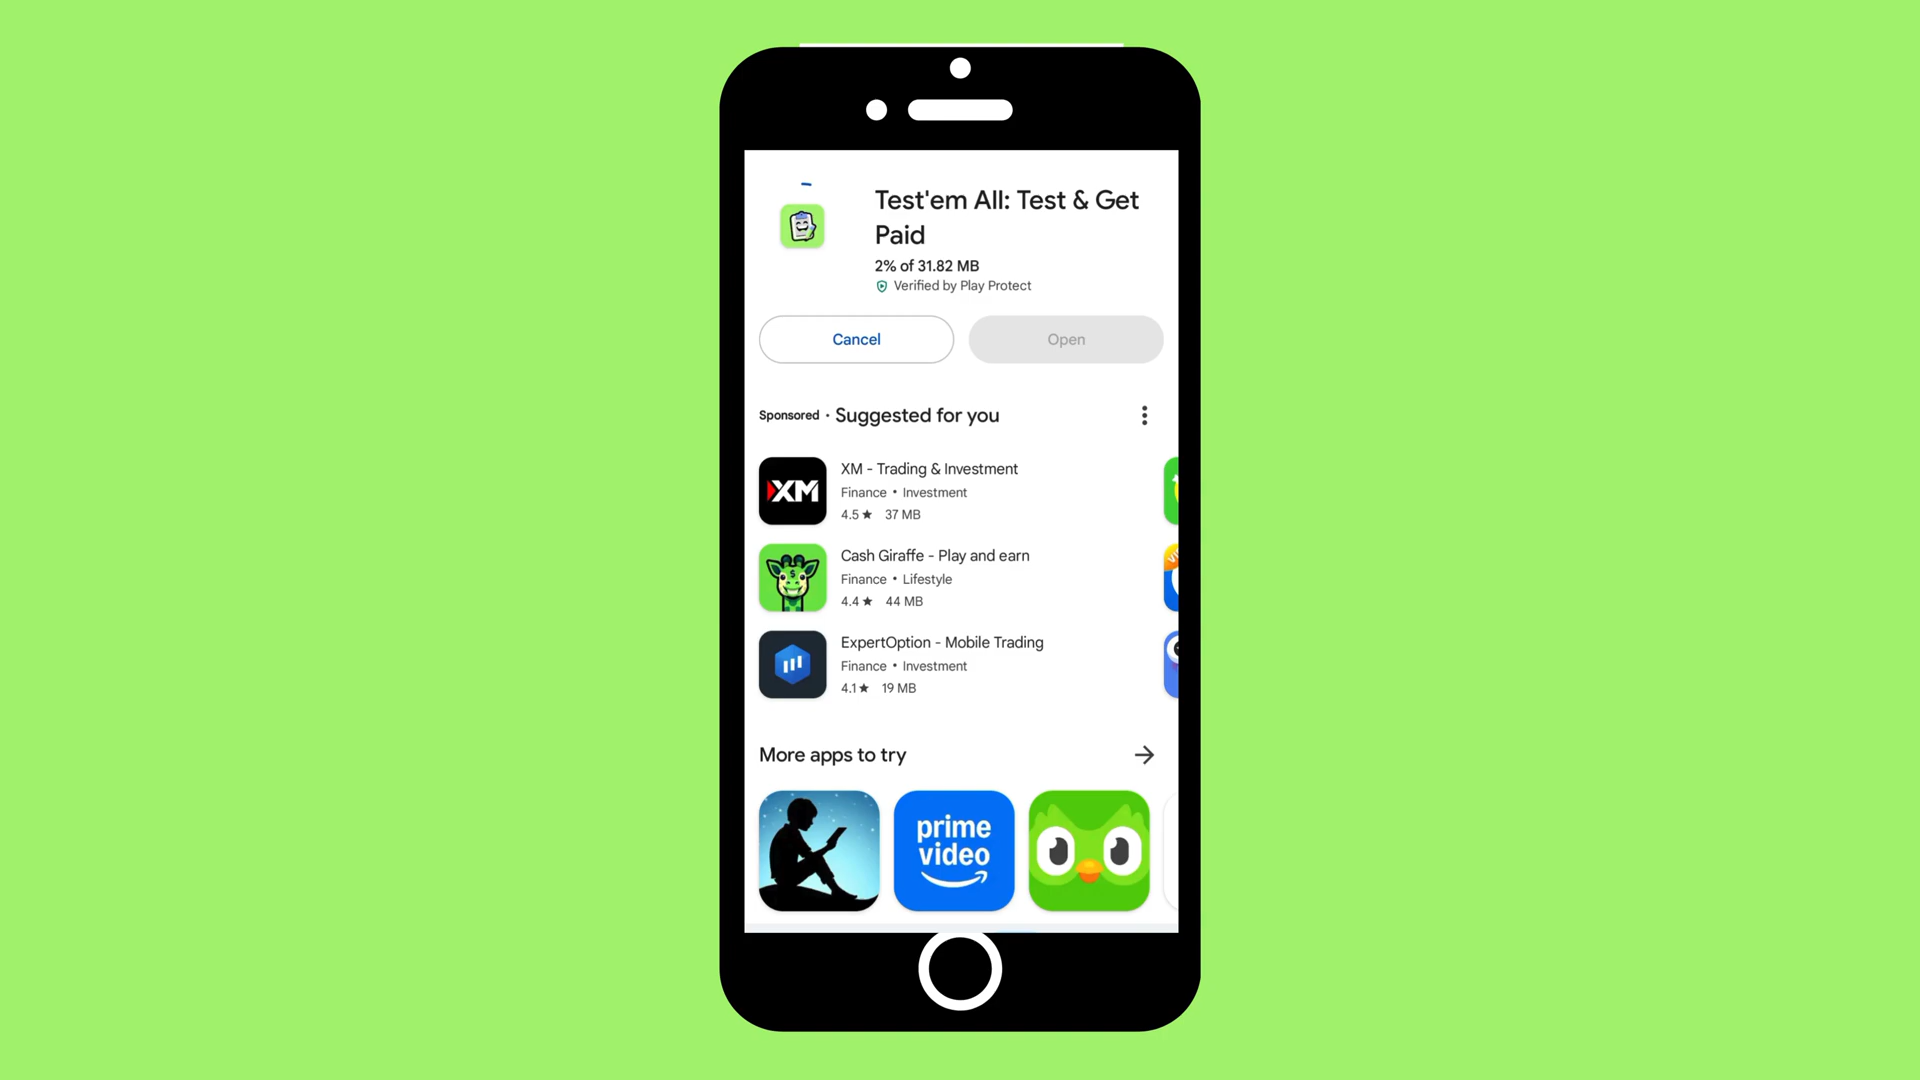 Test'em All: Test & Get
Paid
2% of 31.82 MB
Verified by Play Protect
Cancel
Open
Sponsored • Suggested for you
XM
XM - Trading & Investment
Finance • Investment
4.5★ 37 MB
$
Cash Giraffe - Play and earn
Finance • Lifestyle
4.4★ 44 MB
ExpertOption - Mobile Trading
Finance • Investment
4.1★ 19 MB
More apps to try
prime
video